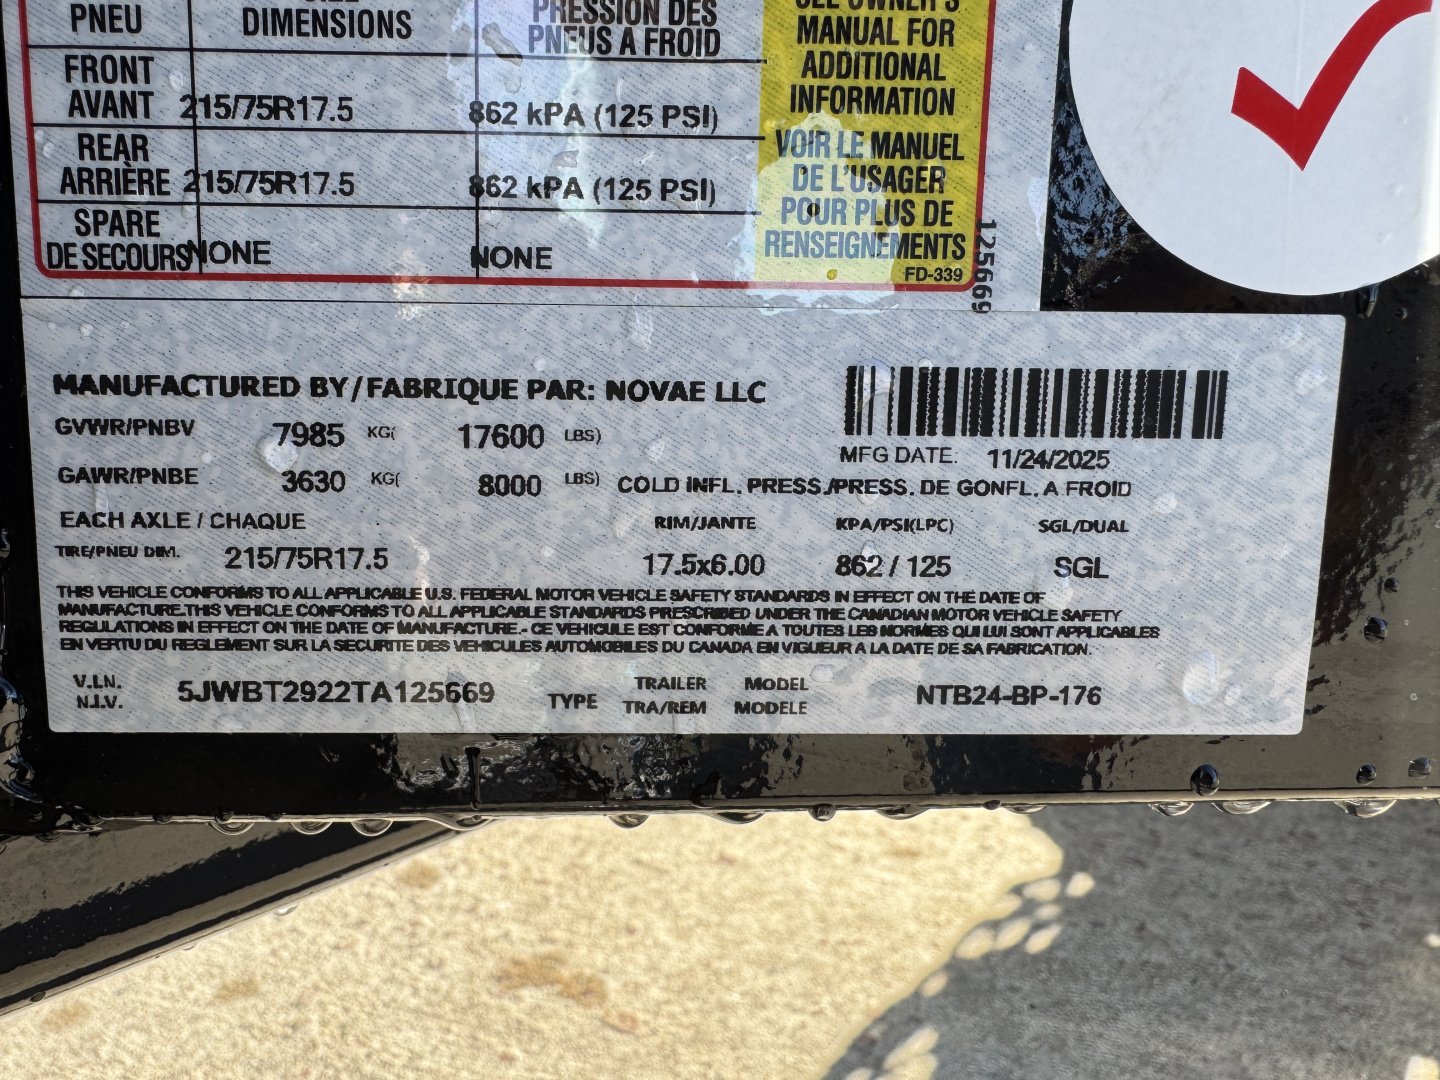 PNEU
DIMENSIONS
PRESSION DES
PNEUS A FROID
FRONT
AVANT 215/75R17.5 862 kPA (125 PSI)
REAR
ARRIÈRE 215/75R17.5 862 kPA (125 PSI)
SPARE
DE SECOURS NONE NONE
SEE OWNER'S
MANUAL FOR
ADDITIONAL
INFORMATION
VOIR LE MANUEL
DE L'USAGER
POUR PLUS DE
RENSEIGNEMENTS
FD-339
125669
MANUFACTURED BY/FABRIQUE PAR: NOVAE LLC
GVWR/PNBV 7985 KG( 17600 LBS)
MFG DATE: 11/24/2025
GAWR/PNBE 3630 KG( 8000 LBS) COLD INFL. PRESS./PRESS. DE GONFL. A FROID
EACH AXLE / CHAQUE RIM/JANTE KPA/PSI(LPC) SGL/DUAL
TIRE/PNEU DIM. 215/75R17.5 17.5x6.00 862 / 125 SGL
THIS VEHICLE CONFORMS TO ALL APPLICABLE U.S. FEDERAL MOTOR VEHICLE SAFETY STANDARDS IN EFFECT ON THE DATE OF
MANUFACTURE.THIS VEHICLE CONFORMS TO ALL APPLICABLE STANDARDS PRESCRIBED UNDER THE CANADIAN MOTOR VEHICLE SAFETY
REGULATIONS IN EFFECT ON THE DATE OF MANUFACTURE.- CE VEHICULE EST CONFORME A TOUTES LES NORMES QUI LUI SONT APPLICABLES
EN VERTU DU REGLEMENT SUR LA SECURITE DES VEHICULES AUTOMOBILES DU CANADA EN VIGUEUR A LA DATE DE SA FABRICATION.
V.I.N. 5JWBT2922TA125669 TYPE TRAILER MODEL NTB24-BP-176
N.I.V. TRA/REM MODELE